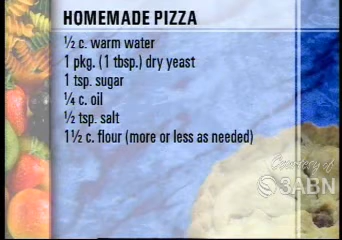 HOMEMADE PIZZA
½ c. warm water
1 pkg. (1 tbsp.) dry yeast
1 tsp. sugar
¼ c. oil
½ tsp. salt
1½ c. flour (more or less as needed)
Courtesy of
3ABN